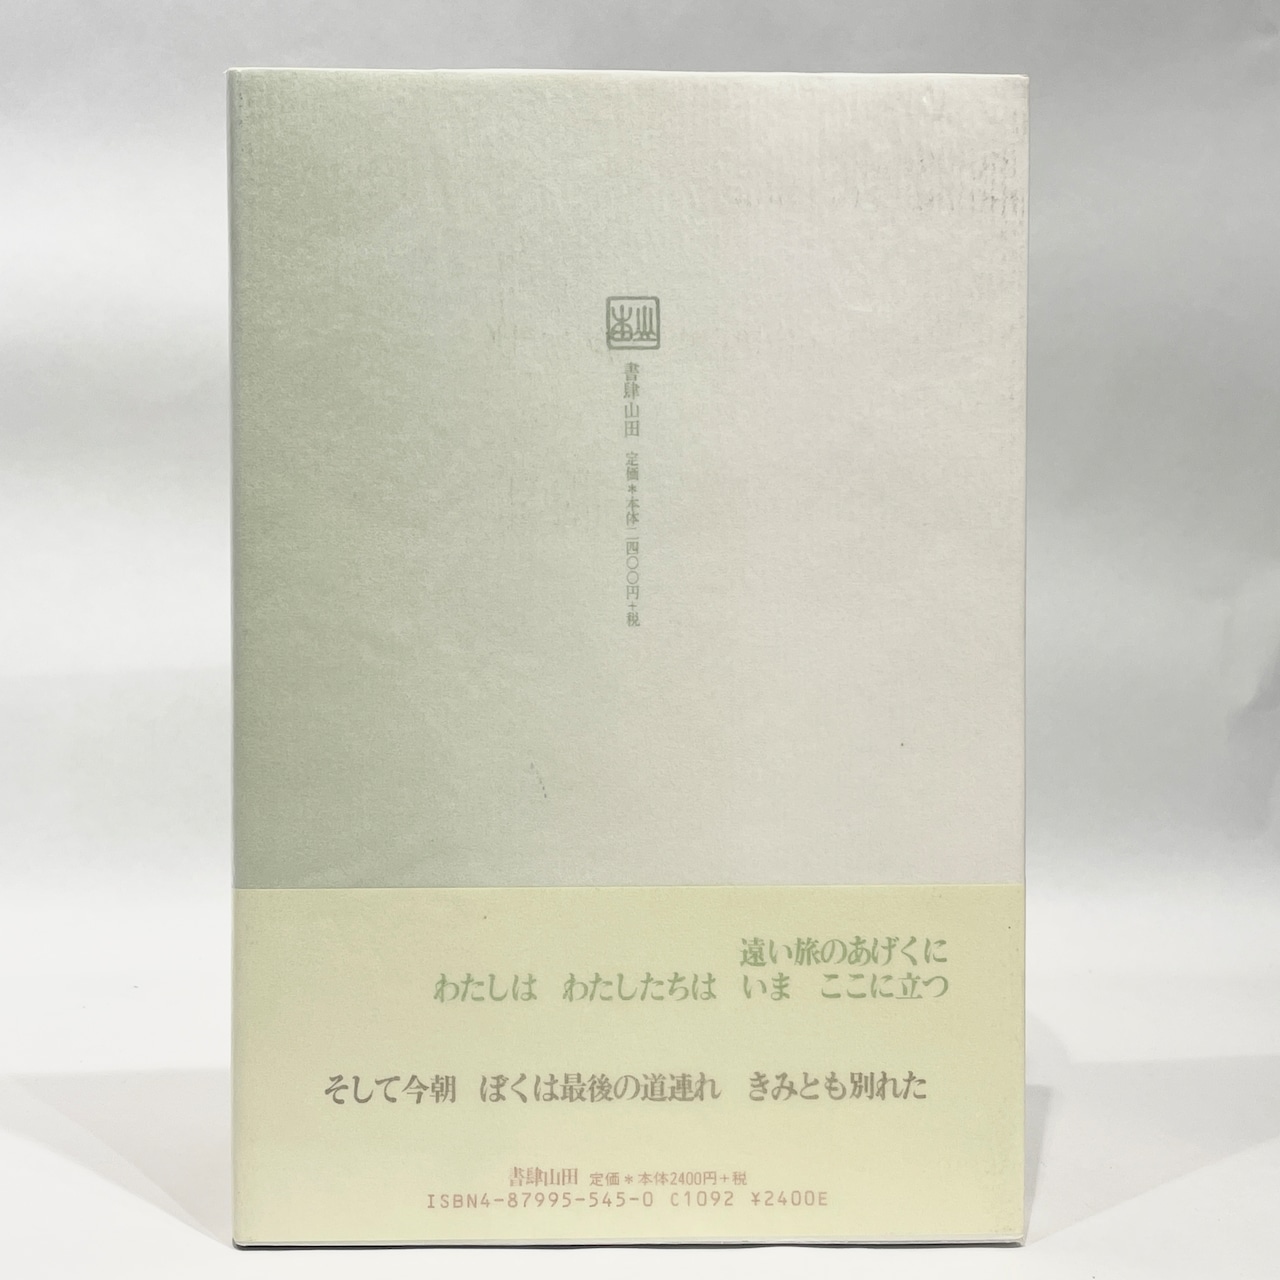 書肆山田 定価*本体二四〇〇円+税
遠い旅のあげくに
わたしは わたしたちは いま ここに立つ
そして今朝 ぼくは最後の道連れ きみとも別れた
書肆山田 定価*本体2400円+税
ISBN4-87995-545-0 C1092 ¥2400E